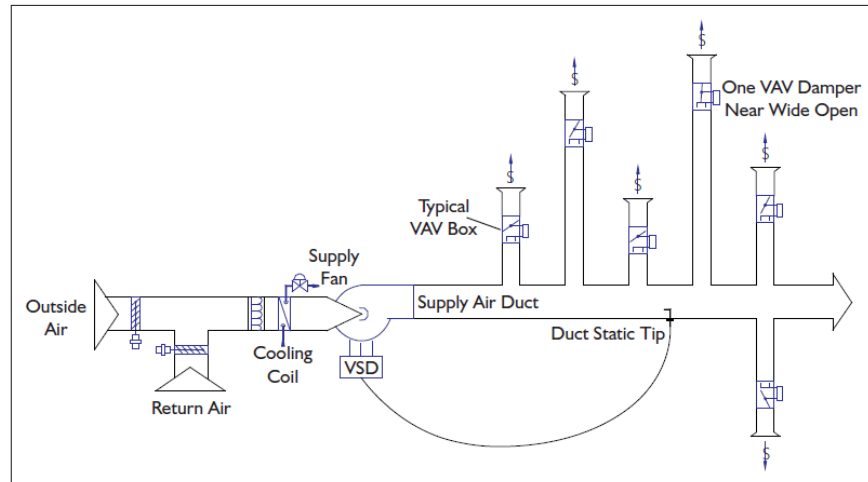 One VAV Damper
Near Wide Open
Typical
VAV Box
Supply
Fan
Outside
Air
Supply Air Duct
Duct Static Tip
Cooling
Coil
VSD
Return Air
S
S
S
S
S
S